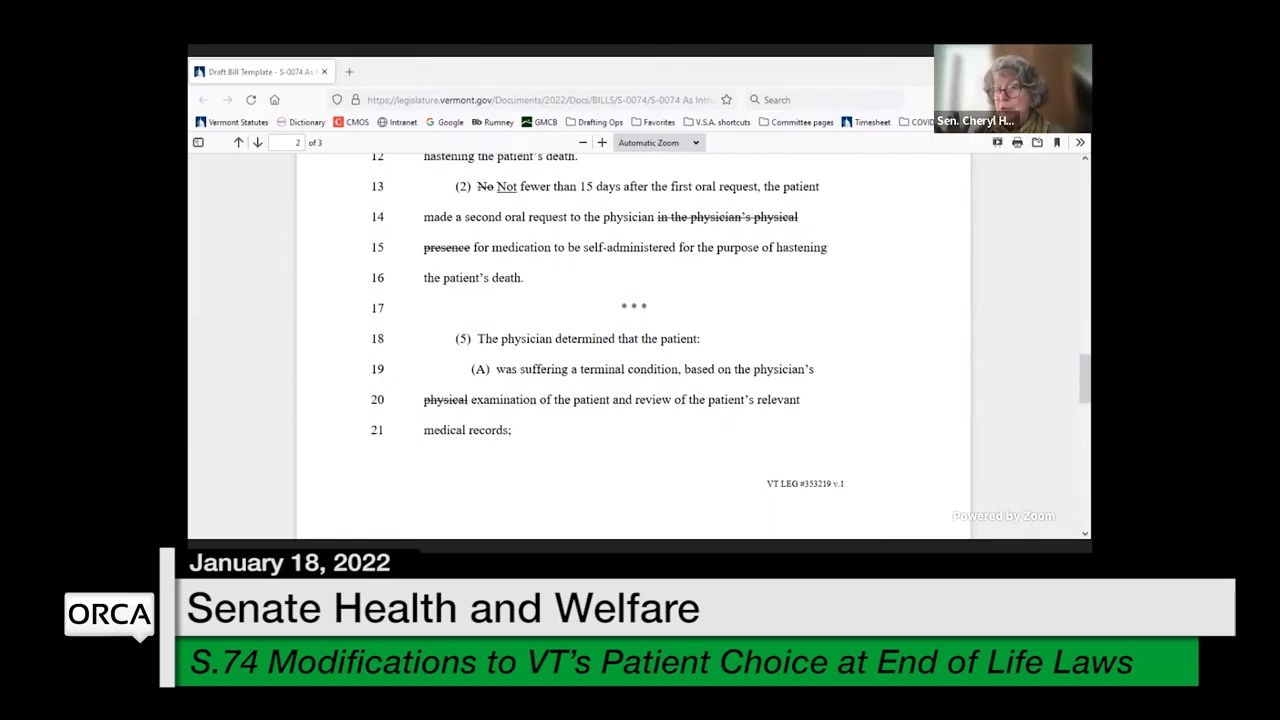 Draft Bill Template - S-0074 As I
https://legislature.vermont.gov/Documents/2022/Docs/BILLS/S-0074/S-0074 As Intro
Search
Vermont Statutes Dictionary CMOS Intranet Google Bb Rumney GMCB Drafting Ops Favorites V.S.A. shortcuts Committee pages Timesheet COVID
Sen. Cheryl H...
2 of 3 Automatic Zoom
12 hastening the patient's death.
13 (2) No Not fewer than 15 days after the first oral request, the patient
14 made a second oral request to the physician in the physician's physical
15 presence for medication to be self-administered for the purpose of hastening
16 the patient's death.
17 * * *
18 (5) The physician determined that the patient:
19 (A) was suffering a terminal condition, based on the physician's
20 physical examination of the patient and review of the patient's relevant
21 medical records;
VT LEG #353219 v.1
Powered by Zoom
January 18, 2022
ORCA
Senate Health and Welfare
S.74 Modifications to VT's Patient Choice at End of Life Laws